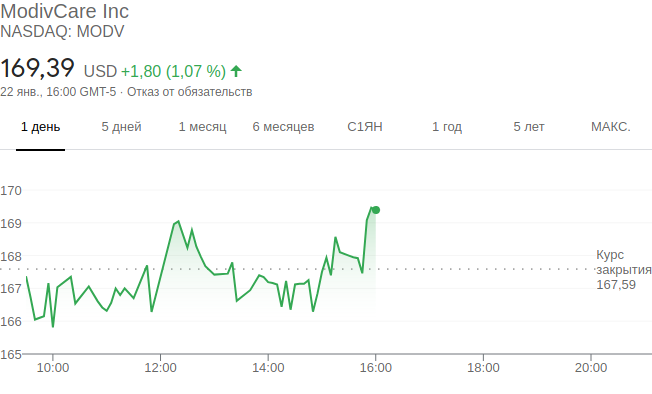 ModivCare Inc
NASDAQ: MODV
169,39 USD +1,80 (1,07 %)
22 янв., 16:00 GMT-5 · Отказ от обязательств
1 день 5 дней 1 месяц 6 месяцев С1ЯН 1 год 5 лет МАКС.
170
169
168
167
166
165
Курс
закрытия
167,59
10:00 12:00 14:00 16:00 18:00 20:00